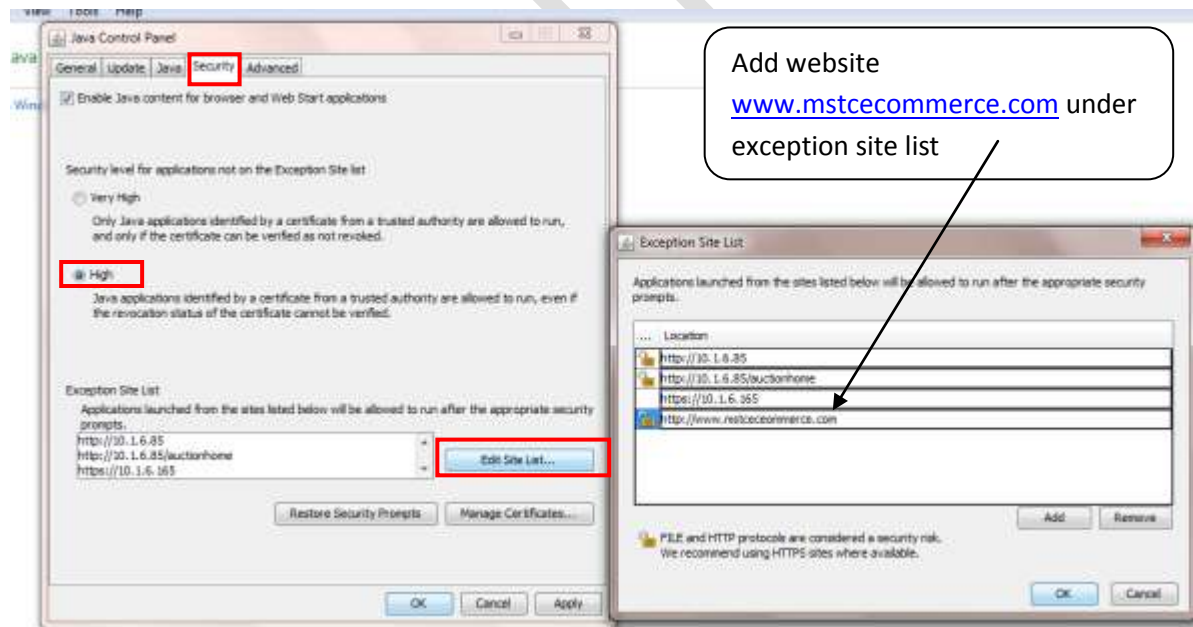 View Tools Help
Java Control Panel
ava
General Update Java Security Advanced
Enable Java content for browser and Web Start applications
Security level for applications not on the Exception Site list
Very High
Only Java applications identified by a certificate from a trusted authority are allowed to run,
and only if the certificate can be verified as not revoked.
High
Java applications identified by a certificate from a trusted authority are allowed to run, even if
the revocation status of the certificate cannot be verified.
Exception Site List
Applications launched from the sites listed below will be allowed to run after the appropriate security
prompts.
http://10.1.6.85
http://10.1.6.85/auctionhome
https://10.1.6.165
Edit Site List...
Restore Security Prompts Manage Certificates...
OK Cancel Apply
Add website
www.mstcecommerce.com under
exception site list
Exception Site List
Applications launched from the sites listed below will be allowed to run after the appropriate security
prompts.
... Location
http://10.1.6.85
http://10.1.6.85/auctionhome
https://10.1.6.165
http://www.mstcecommerce.com
Add Remove
FILE and HTTP protocols are considered a security risk.
We recommend using HTTPS sites where available.
OK Cancel